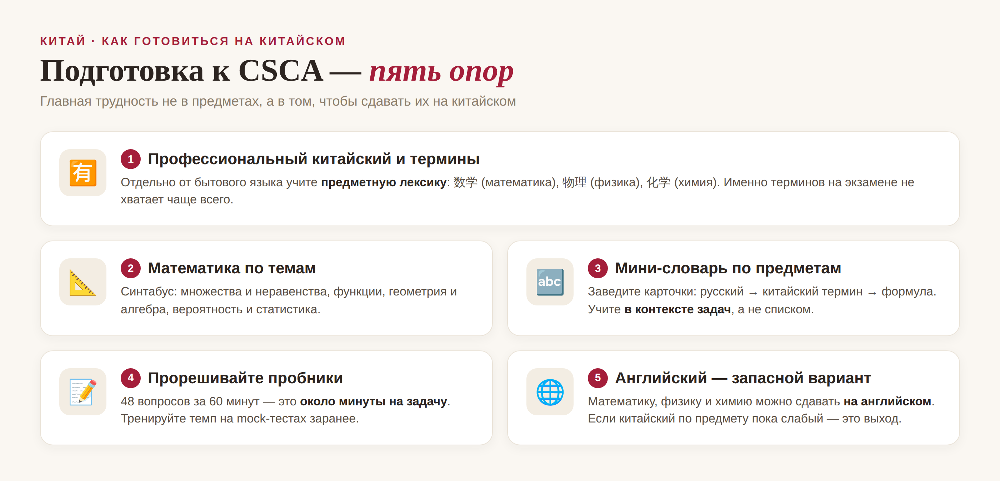 КИТАЙ · КАК ГОТОВИТЬСЯ НА КИТАЙСКОМ
Подготовка к CSCA — пять опор
Главная трудность не в предметах, а в том, чтобы сдавать их на китайском
有
1 Профессиональный китайский и термины
Отдельно от бытового языка учите предметную лексику: 数学 (математика), 物理 (физика), 化学 (химия). Именно терминов на экзамене не
хватает чаще всего.
2 Математика по темам
Синтабус: множества и неравенства, функции, геометрия и
алгебра, вероятность и статистика.
abc
3 Мини-словарь по предметам
Заведите карточки: русский → китайский термин → формула.
Учите в контексте задач, а не списком.
4 Прорешивайте пробники
48 вопросов за 60 минут — это около минуты на задачу.
Тренируйте темп на mock-тестах заранее.
5 Английский — запасной вариант
Математику, физику и химию можно сдавать на английском.
Если китайский по предмету пока слабый — это выход.